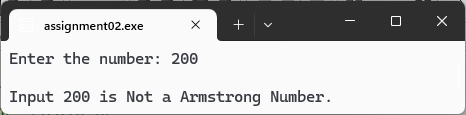 assignment02.exe
Enter the number: 200
Input 200 is Not a Armstrong Number.